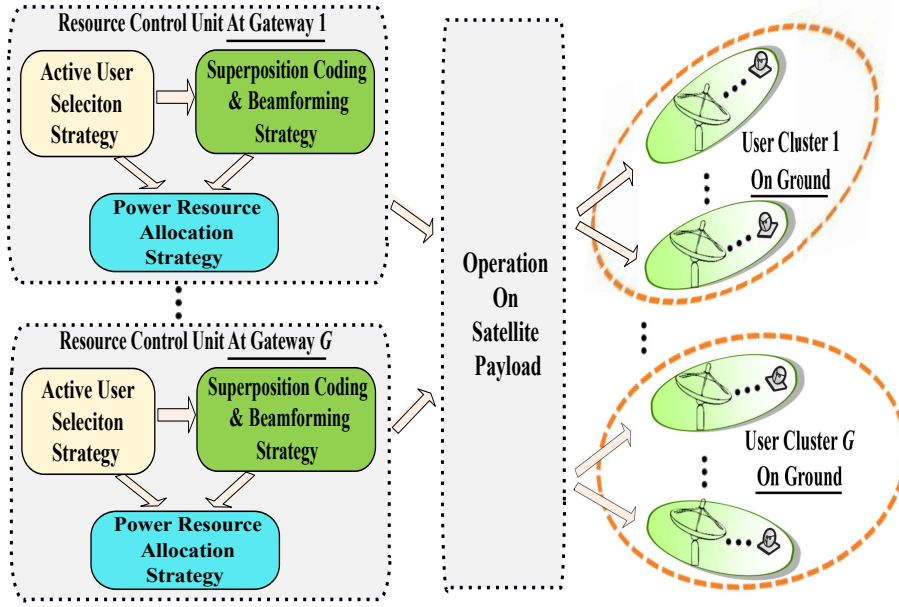 Resource Control Unit At Gateway 1
Active User
Seleciton
Strategy
Superposition Coding
& Beamforming
Strategy
Power Resource
Allocation
Strategy
Resource Control Unit At Gateway G
Active User
Seleciton
Strategy
Superposition Coding
& Beamforming
Strategy
Power Resource
Allocation
Strategy
Operation
On
Satellite
Payload
User Cluster 1
On Ground
User Cluster G
On Ground